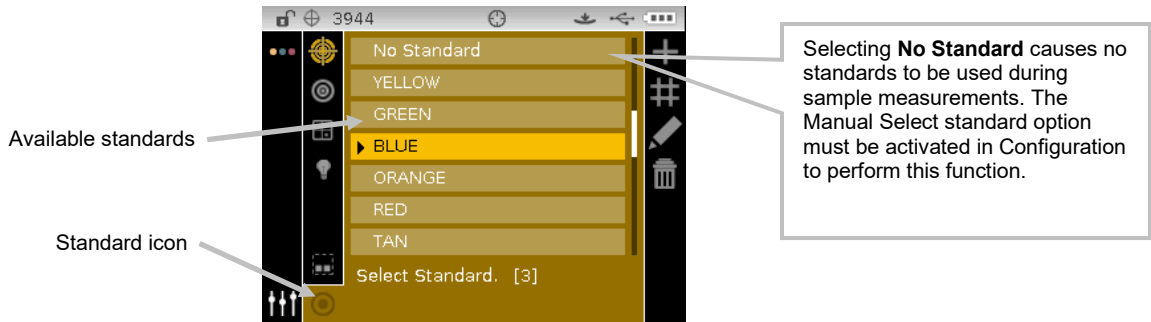 3944
No Standard
YELLOW
GREEN
BLUE
ORANGE
RED
TAN
Select Standard. [3]
Available standards
Standard icon
Selecting No Standard causes no
standards to be used during
sample measurements. The
Manual Select standard option
must be activated in Configuration
to perform this function.